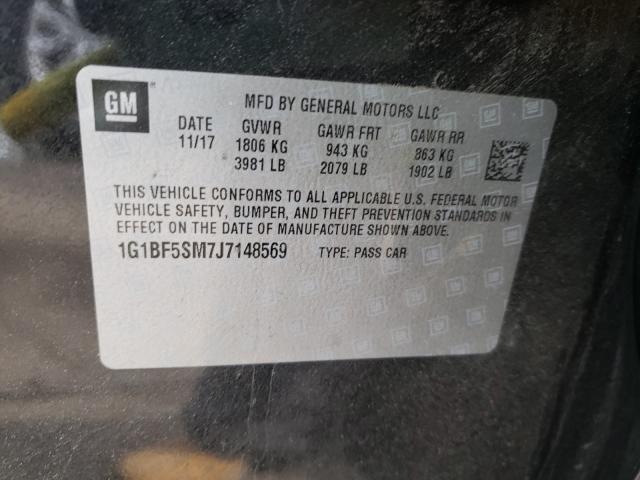 GM
MFD BY GENERAL MOTORS LLC
DATE GVWR GAWR FRT GAWR RR
11/17 1806 KG 943 KG 863 KG
3981 LB 2079 LB 1902 LB
THIS VEHICLE CONFORMS TO ALL APPLICABLE U.S. FEDERAL MOTOR
VEHICLE SAFETY, BUMPER, AND THEFT PREVENTION STANDARDS IN
EFFECT ON THE DATE OF MANUFACTURE SHOWN ABOVE.
1G1BF5SM7J7148569 TYPE: PASS CAR